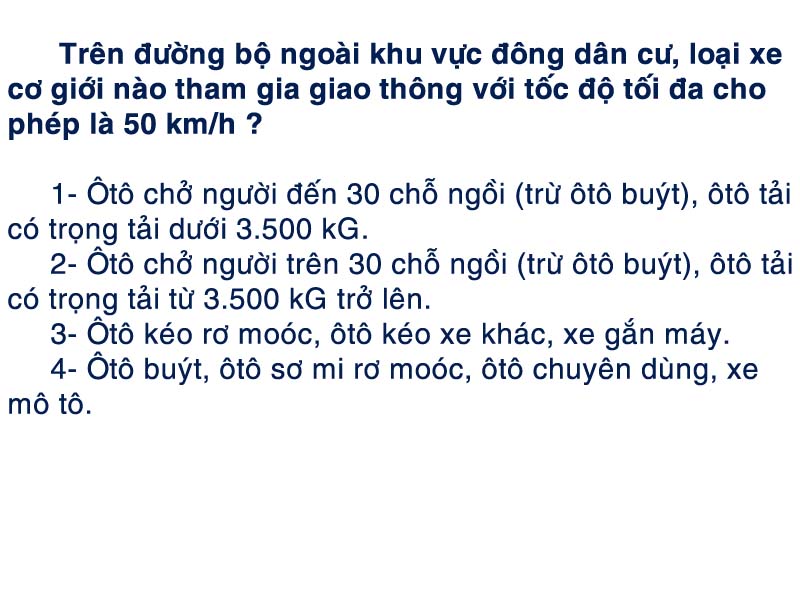 Trên đường bộ ngoài khu vực đông dân cư, loại xe
cơ giới nào tham gia giao thông với tốc độ tối đa cho
phép là 50 km/h ?
1- Ôtô chở người đến 30 chỗ ngồi (trừ ôtô buýt), ôtô tải
có trọng tải dưới 3.500 kG.
2- Ôtô chở người trên 30 chỗ ngồi (trừ ôtô buýt), ôtô tải
có trọng tải từ 3.500 kG trở lên.
3- Ôtô kéo rơ moóc, ôtô kéo xe khác, xe gắn máy.
4- Ôtô buýt, ôtô sơ mi rơ moóc, ôtô chuyên dùng, xe
mô tô.